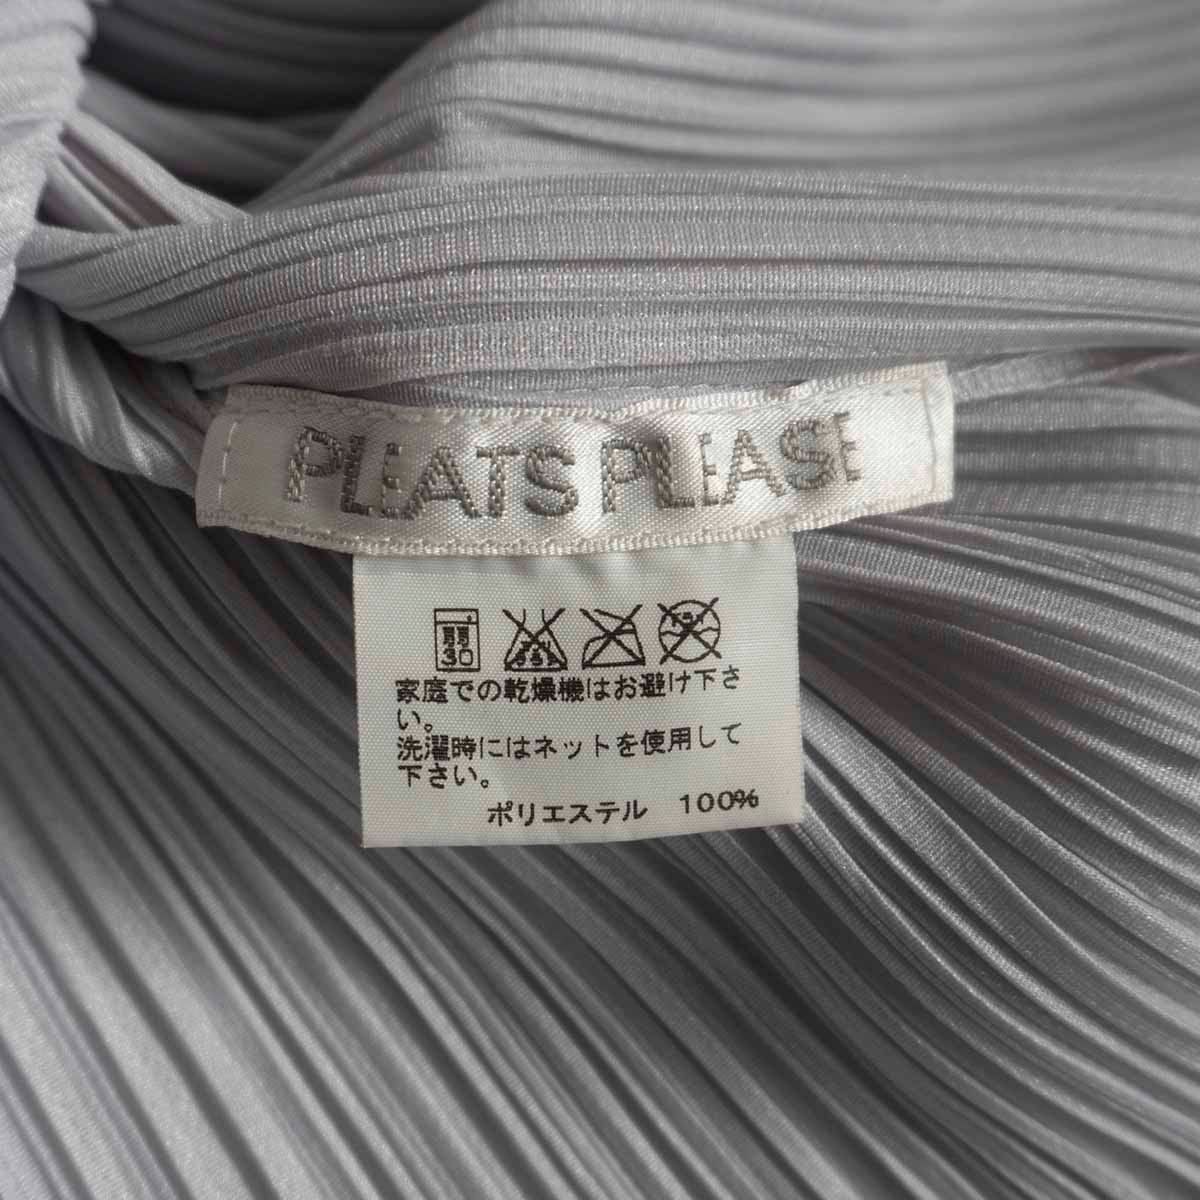 PLEATS PLEASE
弱 30
家庭での乾燥機はお避け下さ
い。
洗濯時にはネットを使用して
下さい。
ポリエステル 100%